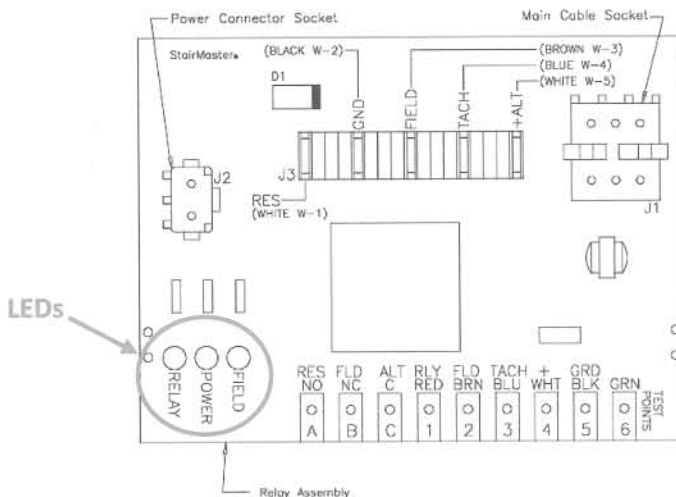 Power Connector Socket
Main Cable Socket
StairMaster®
(BLACK W-2)
(BROWN W-3)
(BLUE W-4)
(WHITE W-5)
D1
GND
FIELD
TACH
+ALT
J2
J3
J1
RES
(WHITE W-1)
LEDs
RELAY
POWER
FIELD
RES FLD ALT RLY FLD TACH + GRD
NO NC C RED BRN BLU WHT BLK GRN
A B C 1 2 3 4 5 6
TEST
POINTS
Relay Assembly